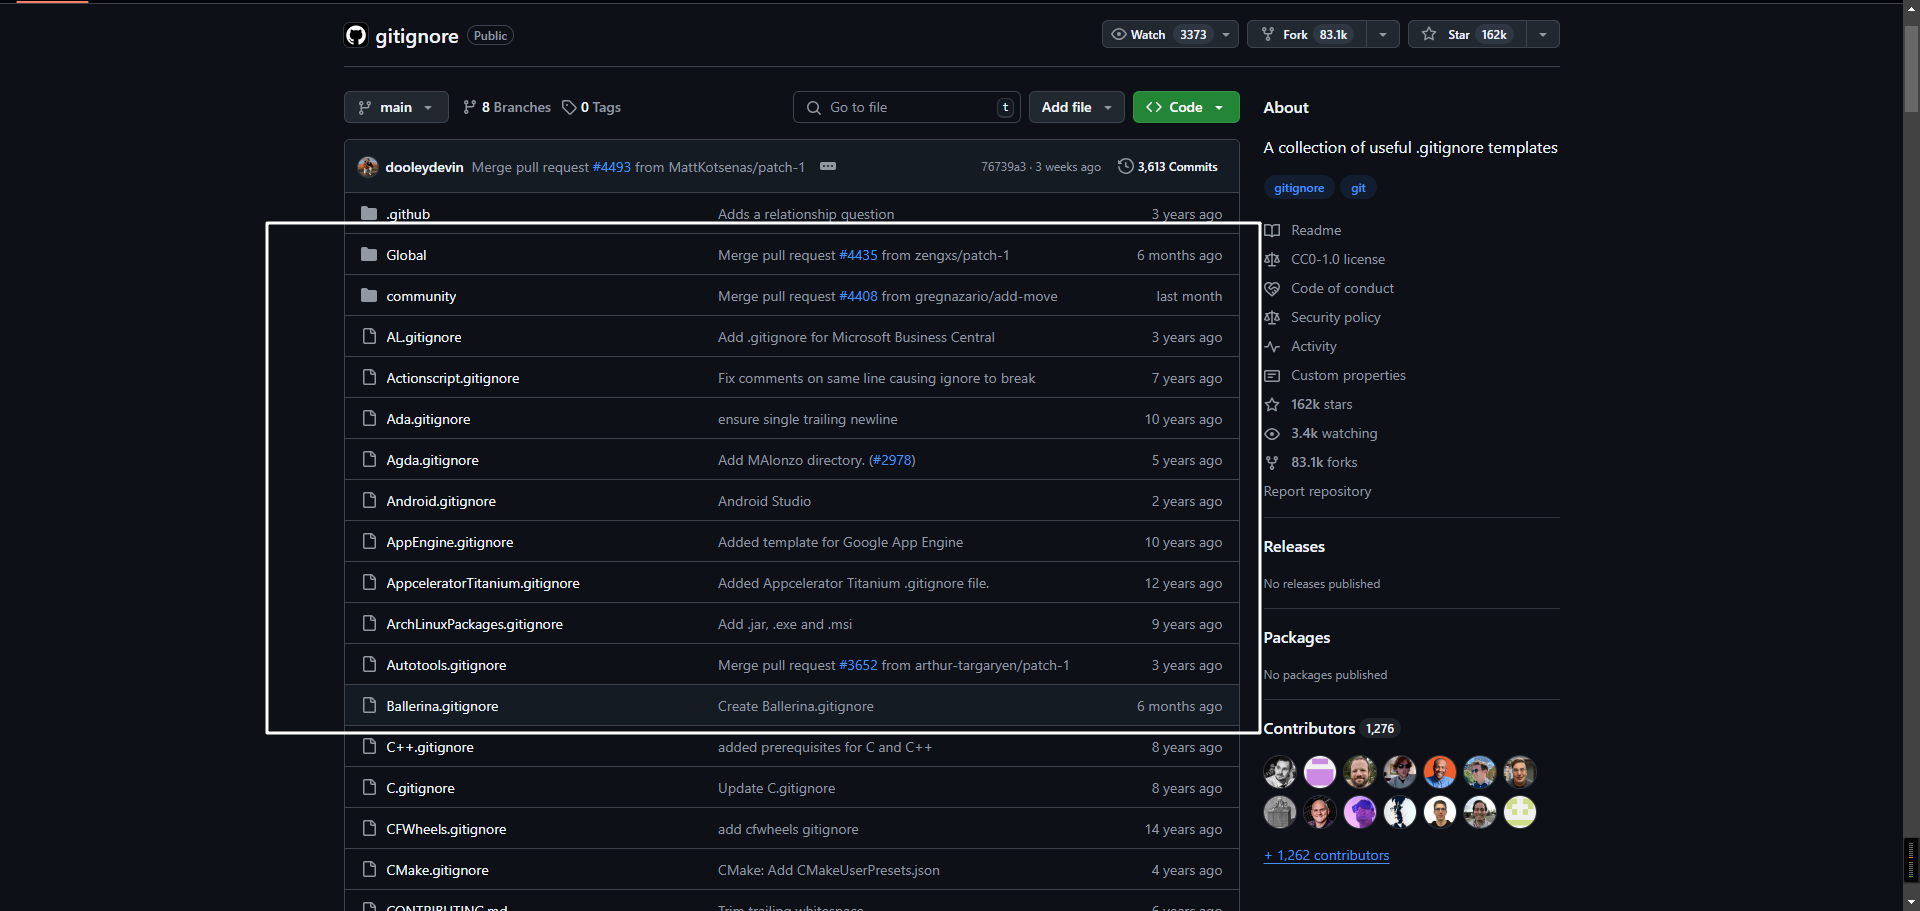 gitignore Public Watch 3373 Fork 83.1k Star 162k
main 8 Branches 0 Tags Go to file t Add file Code
dooleydevin Merge pull request #4493 from MattKotsenas/patch-1 76739a3 · 3 weeks ago 3,613 Commits
.github Adds a relationship question 3 years ago
Global Merge pull request #4435 from zengxs/patch-1 6 months ago
community Merge pull request #4408 from gregnazario/add-move last month
AL.gitignore Add .gitignore for Microsoft Business Central 3 years ago
Actionscript.gitignore Fix comments on same line causing ignore to break 7 years ago
Ada.gitignore ensure single trailing newline 10 years ago
Agda.gitignore Add MAlonzo directory. (#2978) 5 years ago
Android.gitignore Android Studio 2 years ago
AppEngine.gitignore Added template for Google App Engine 10 years ago
AppceleratorTitanium.gitignore Added Appcelerator Titanium .gitignore file. 12 years ago
ArchLinuxPackages.gitignore Add .jar, .exe and .msi 9 years ago
Autotools.gitignore Merge pull request #3652 from arthur-targaryen/patch-1 3 years ago
Ballerina.gitignore Create Ballerina.gitignore 6 months ago
C++.gitignore added prerequisites for C and C++ 8 years ago
C.gitignore Update C.gitignore 8 years ago
CFWheels.gitignore add cfwheels gitignore 14 years ago
CMake.gitignore CMake: Add CMakeUserPresets.json 4 years ago
CONTRIBUTING.md Trim trailing whitespace 6 years ago
About
A collection of useful .gitignore templates
gitignore git
Readme
CC0-1.0 license
Code of conduct
Security policy
Activity
Custom properties
162k stars
3.4k watching
83.1k forks
Report repository
Releases
No releases published
Packages
No packages published
Contributors 1,276
+ 1,262 contributors